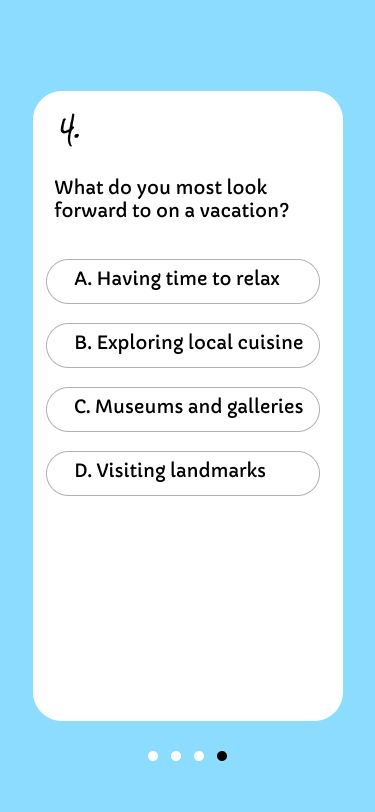 4.
What do you most look
forward to on a vacation?
A. Having time to relax
B. Exploring local cuisine
C. Museums and galleries
D. Visiting landmarks